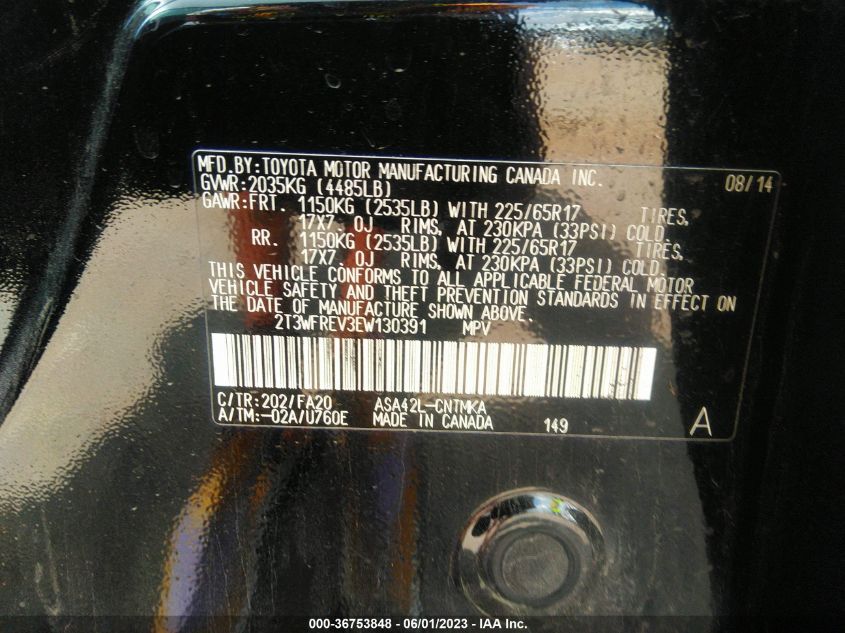 MFD.BY:TOYOTA MOTOR MANUFACTURING CANADA INC. 08/14
GVWR:2035KG (4485LB)
GAWR:FRT. 1150KG (2535LB) WITH 225/65R17 TIRES,
17X7.0J RIMS, AT 230KPA (33PSI) COLD
RR. 1150KG (2535LB) WITH 225/65R17 TIRES,
17X7.0J RIMS, AT 230KPA (33PSI) COLD.
THIS VEHICLE CONFORMS TO ALL APPLICABLE FEDERAL MOTOR
VEHICLE SAFETY AND THEFT PREVENTION STANDARDS IN EFFECT ON
THE DATE OF MANUFACTURE SHOWN ABOVE.
2T3WFREV3EW130391 MPV
C/TR:202/FA20 ASA42L-CNTMKA
A/TM:-02A/U760E MADE IN CANADA 149 A
000-36753848 - 06/01/2023 - IAA Inc.